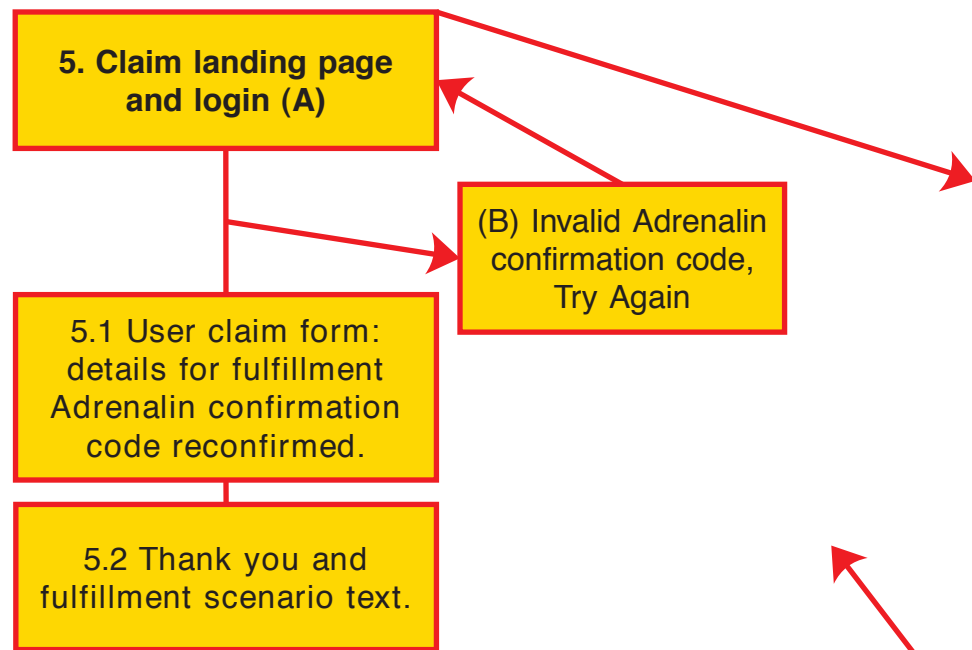 5. Claim landing page
and login (A)
(B) Invalid Adrenalin
confirmation code,
Try Again
5.1 User claim form:
details for fulfillment
Adrenalin confirmation
code reconfirmed.
5.2 Thank you and
fulfillment scenario text.